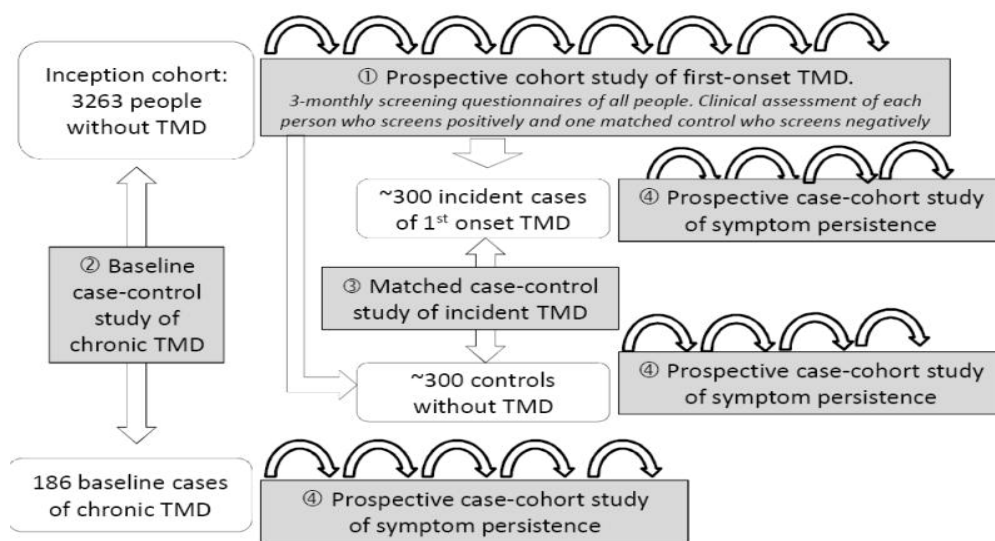 Inception cohort:
3263 people
without TMD
① Prospective cohort study of first-onset TMD.
3-monthly screening questionnaires of all people. Clinical assessment of each
person who screens positively and one matched control who screens negatively
~300 incident cases
of 1st onset TMD
④ Prospective case-cohort study
of symptom persistence
② Baseline
case-control
study of
chronic TMD
③ Matched case-control
study of incident TMD
~300 controls
without TMD
④ Prospective case-cohort study
of symptom persistence
186 baseline cases
of chronic TMD
④ Prospective case-cohort study
of symptom persistence